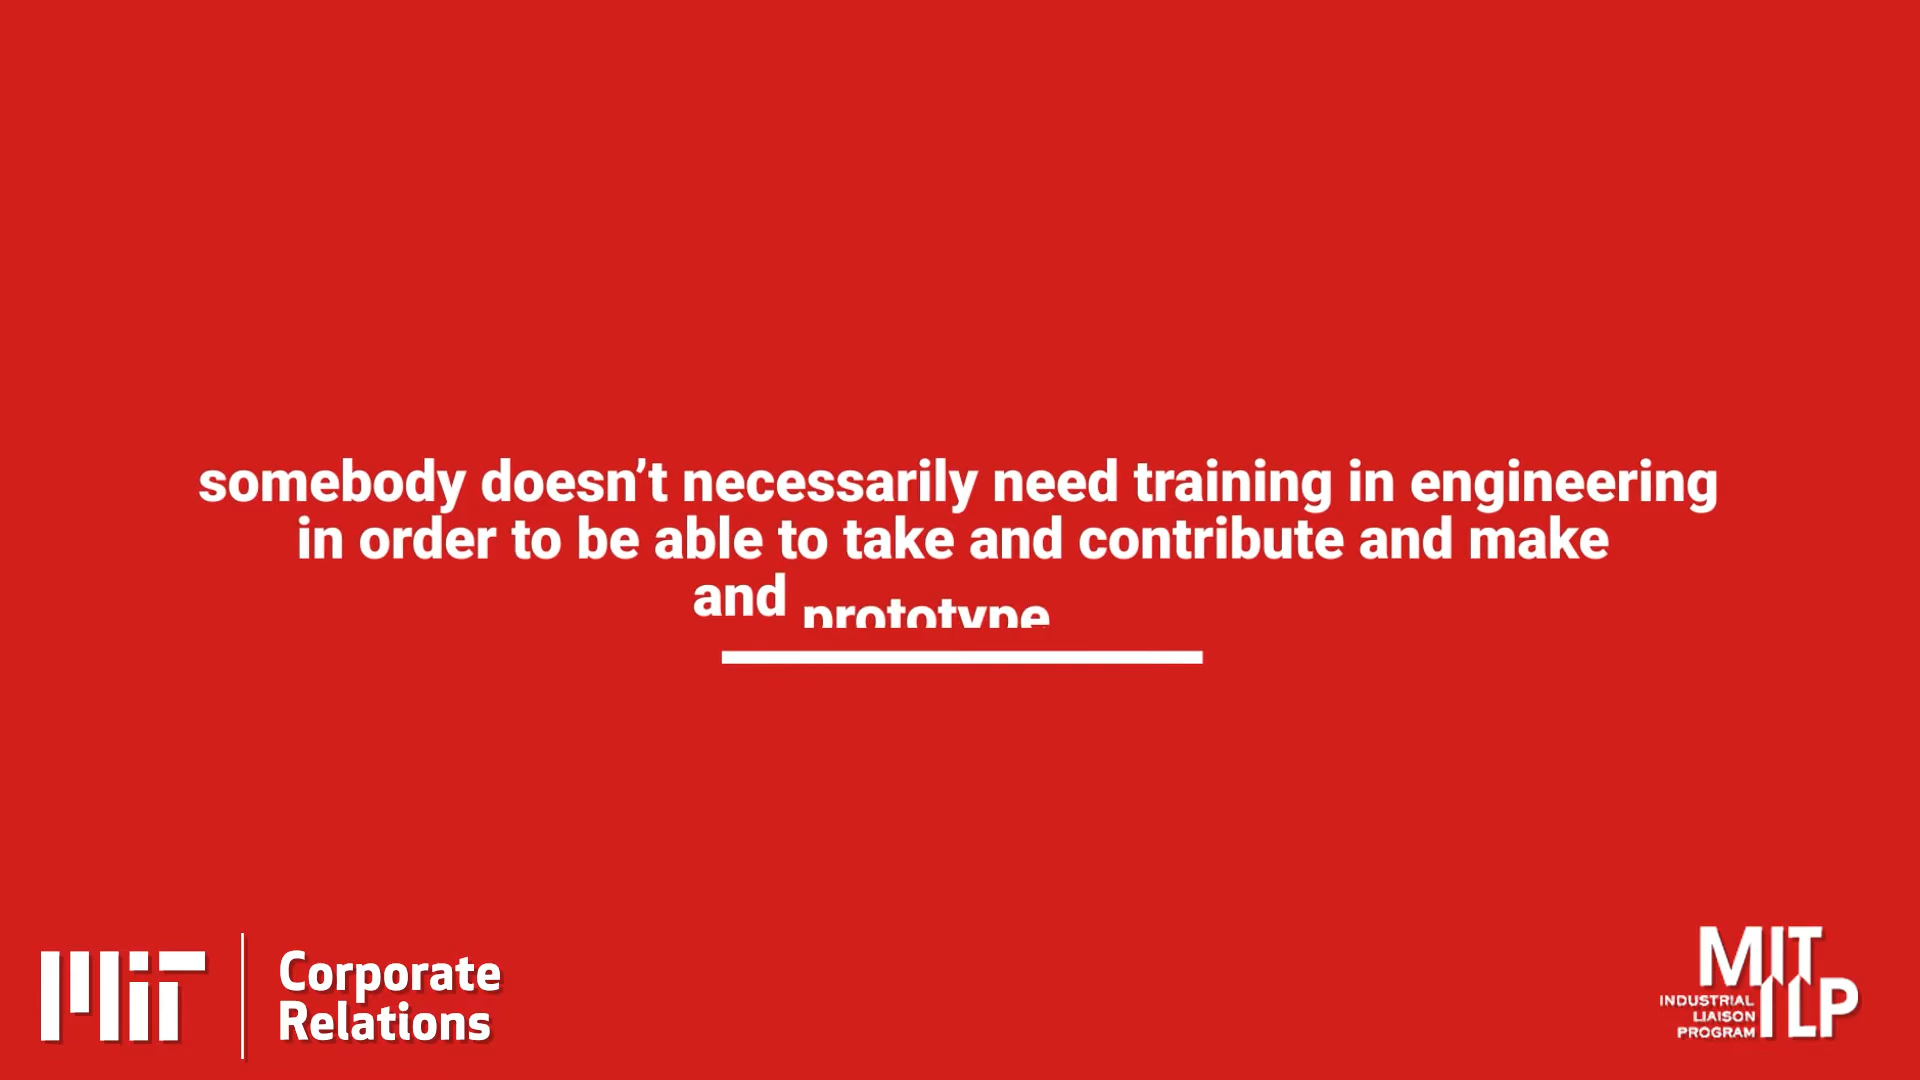 somebody doesn’t necessarily need training in engineering
in order to be able to take and contribute and make
and prototype
MIT
Corporate
Relations
MIT
ILP
INDUSTRIAL
LIAISON
PROGRAM